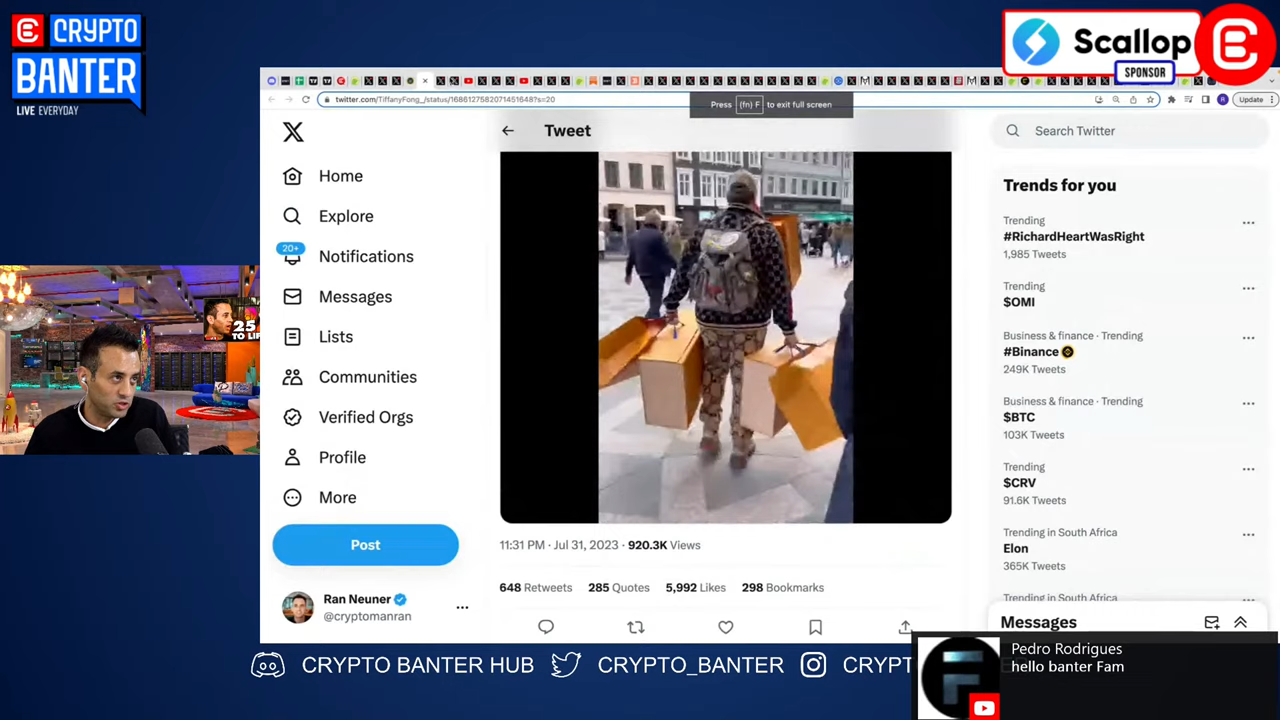 CRYPTO
BANTER
LIVE EVERYDAY
Scallop
SPONSOR
twitter.com/TiffanyFong_/status/1686127582071451648?s=20
Update
Press (fn) F to exit full screen
Tweet
Search Twitter
Home
Explore
20+
Notifications
Messages
Lists
Communities
Verified Orgs
Profile
More
Post
Ran Neuner
@cryptomanran
25
TO LIF
11:31 PM · Jul 31, 2023 · 920.3K Views
648 Retweets 285 Quotes 5,992 Likes 298 Bookmarks
Trends for you
Trending
#RichardHeartWasRight
1,985 Tweets
Trending
$OMI
Business & finance · Trending
#Binance
249K Tweets
Business & finance · Trending
$BTC
103K Tweets
Trending
$CRV
91.6K Tweets
Trending in South Africa
Elon
365K Tweets
Trending in South Africa
Messages
Pedro Rodrigues
hello banter Fam
CRYPTO BANTER HUB CRYPTO_BANTER CRYPT